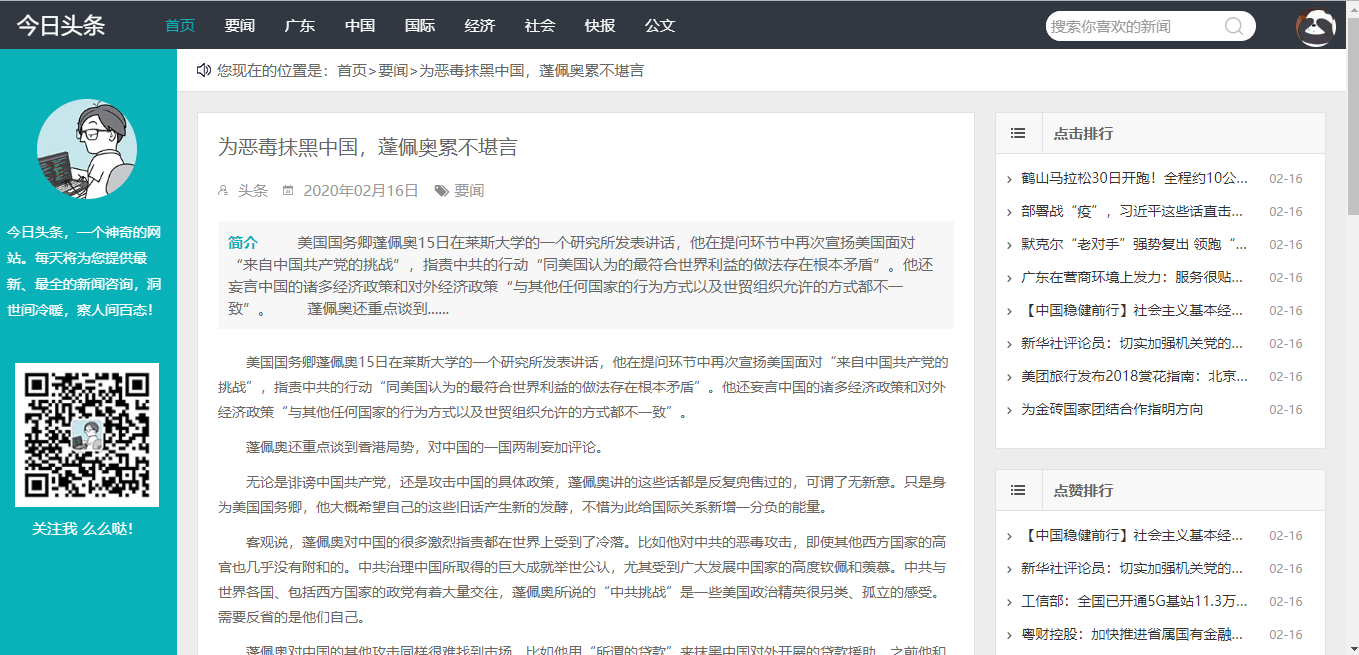 今日头条 首页 要闻 广东 中国 国际 经济 社会 快报 公文 搜索你喜欢的新闻
今日头条，一个神奇的网
站。每天将为您提供最
新、最全的新闻咨询，洞
世间冷暖，察人间百态！
关注我 么么哒！
您现在的位置是：首页>要闻>为恶毒抹黑中国，蓬佩奥累不堪言
为恶毒抹黑中国，蓬佩奥累不堪言
头条 2020年02月16日 要闻
简介 美国国务卿蓬佩奥15日在莱斯大学的一个研究所发表讲话，他在提问环节中再次宣扬美国面对
“来自中国共产党的挑战”，指责中共的行动“同美国认为的最符合世界利益的做法存在根本矛盾”。他还
妄言中国的诸多经济政策和对外经济政策“与其他任何国家的行为方式以及世贸组织允许的方式都不一
致”。 蓬佩奥还重点谈到......
美国国务卿蓬佩奥15日在莱斯大学的一个研究所发表讲话，他在提问环节中再次宣扬美国面对“来自中国共产党的
挑战”，指责中共的行动“同美国认为的最符合世界利益的做法存在根本矛盾”。他还妄言中国的诸多经济政策和对外
经济政策“与其他任何国家的行为方式以及世贸组织允许的方式都不一致”。
蓬佩奥还重点谈到香港局势，对中国的一国两制妄加评论。
无论是诽谤中国共产党，还是攻击中国的具体政策，蓬佩奥讲的这些话都是反复兜售过的，可谓了无新意。只是身
为美国国务卿，他大概希望自己的这些旧话产生新的发酵，不惜为此给国际关系新增一分负的能量。
客观说，蓬佩奥对中国的很多激烈指责都在世界上受到了冷落。比如他对中共的恶毒攻击，即使其他西方国家的高
官也几乎没有附和的。中共治理中国所取得的巨大成就举世公认，尤其受到广大发展中国家的高度钦佩和羡慕。中共与
世界各国、包括西方国家的政党有着大量交往，蓬佩奥所说的“中共挑战”是一些美国政治精英很另类、孤立的感受。
需要反省的是他们自己。
蓬佩奥对中国的其他攻击同样很难找到市场，比如他用“所谓的贷款”来抹黑中国对外开展的贷款援助，之前他和
点击排行
鹤山马拉松30日开跑！全程约10公... 02-16
部署战“疫”，习近平这些话直击... 02-16
默克尔“老对手”强势复出 领跑“... 02-16
广东在营商环境上发力：服务很贴... 02-16
【中国稳健前行】社会主义基本经... 02-16
新华社评论员：切实加强机关党的... 02-16
美团旅行发布2018赏花指南：北京... 02-16
为金砖国家团结合作指明方向 02-16
点赞排行
【中国稳健前行】社会主义基本经... 02-16
新华社评论员：切实加强机关党的... 02-16
工信部：全国已开通5G基站11.3万... 02-16
粤财控股：加快推进省属国有金融... 02-16